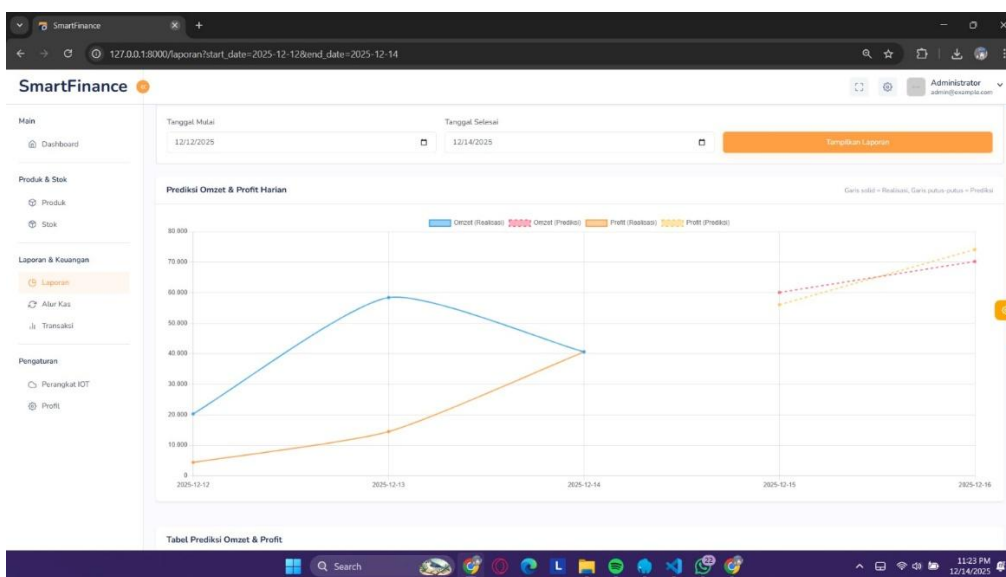 SmartFinance
127.0.0.1:8000/laporan?start_date=2025-12-12&end_date=2025-12-14
SmartFinance
Administrator
admin@example.com
Main
Dashboard
Produk & Stok
Produk
Stok
Laporan & Keuangan
Laporan
Alur Kas
Transaksi
Pengaturan
Perangkat IOT
Profil
Tanggal Mulai
12/12/2025
Tanggal Selesai
12/14/2025
Tampilkan Laporan
Prediksi Omzet & Profit Harian
Garis solid = Realisasi, Garis putus-putus = Prediksi
Omzet (Realisasi) Omzet (Prediksi) Profit (Realisasi) Profit (Prediksi)
80.000
70.000
60.000
50.000
40.000
30.000
20.000
10.000
0
2025-12-12 2025-12-13 2025-12-14 2025-12-15 2025-12-16
Tabel Prediksi Omzet & Profit
Search
11:23 PM
12/14/2025